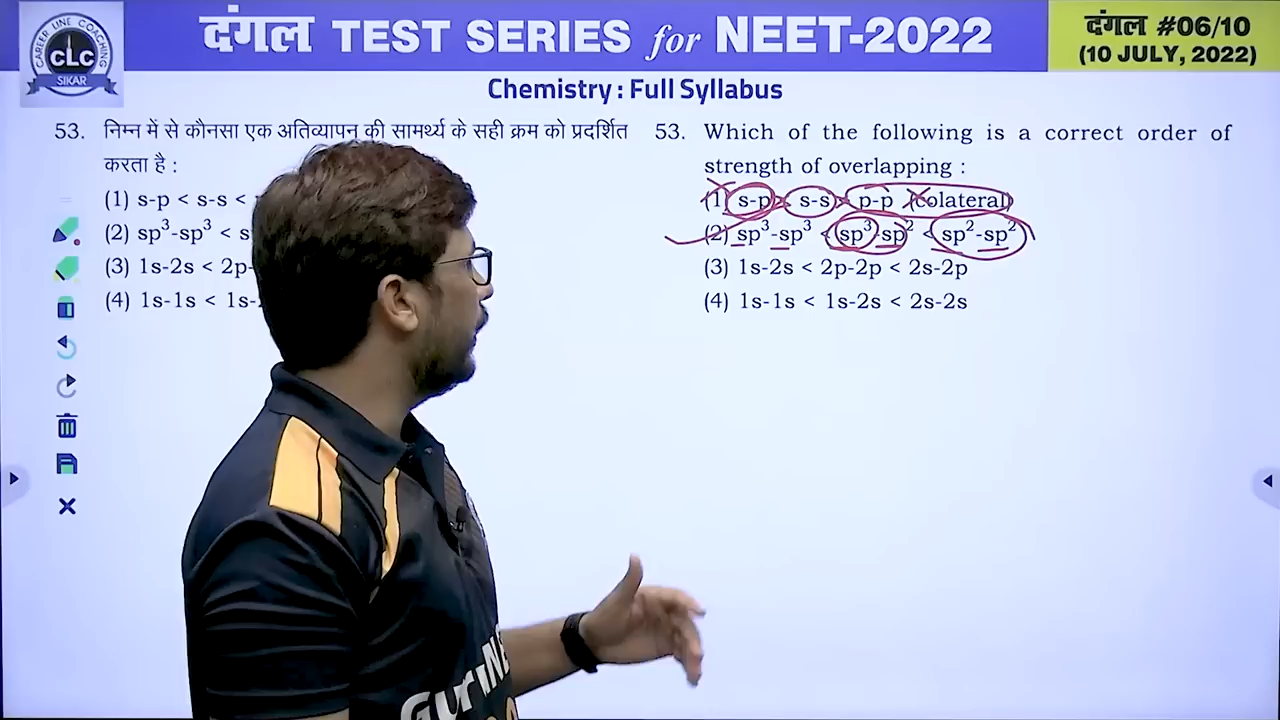 CAREER LINE COACHING
CLC
SIKAR
दंगल TEST SERIES for NEET-2022
दंगल #06/10
(10 JULY, 2022)
Chemistry : Full Syllabus
53. निम्न में से कौनसा एक अतिव्यापन की सामर्थ्य के सही क्रम को प्रदर्शित
करता है :
(1) s-p < s-s <
(2) sp³-sp³ < s
(3) 1s-2s < 2p-
(4) 1s-1s < 1s-
53. Which of the following is a correct order of
strength of overlapping :
(1) s-p < s-s < p-p (Colateral)
(2) sp³-sp³ < sp³-sp² < sp²-sp²
(3) 1s-2s < 2p-2p < 2s-2p
(4) 1s-1s < 1s-2s < 2s-2s